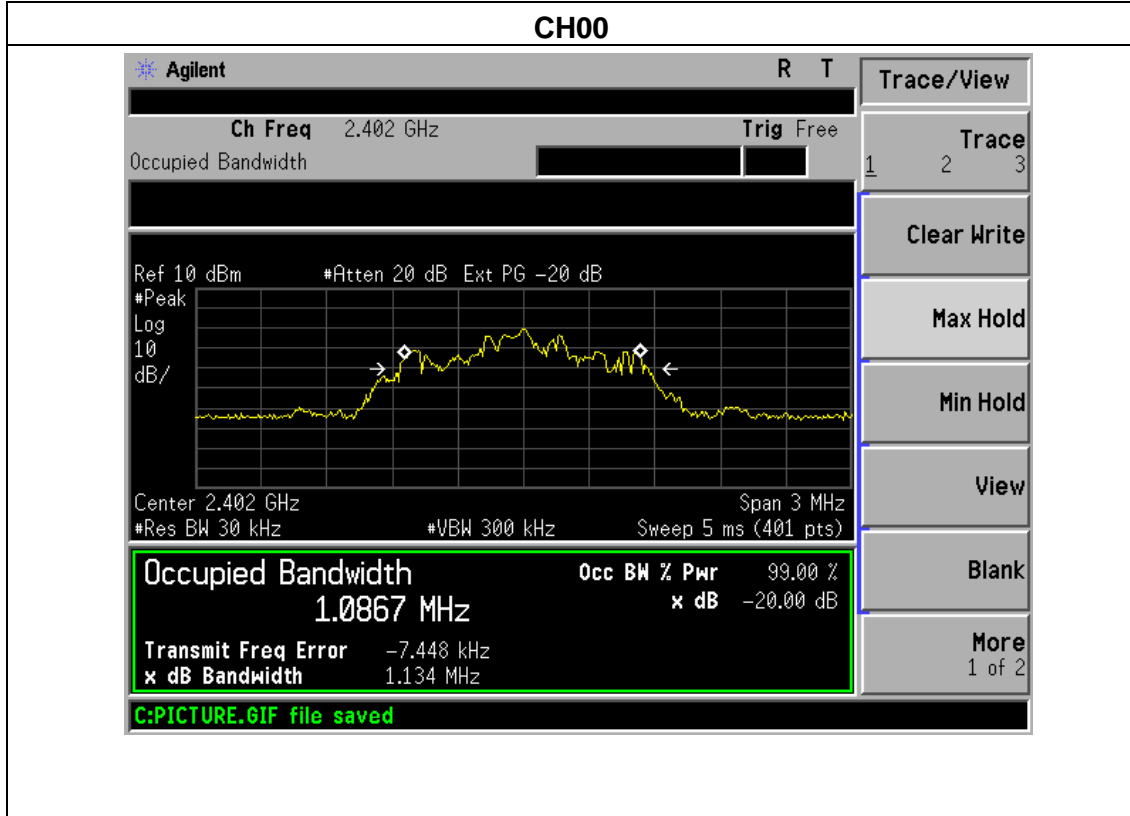 CH00
Agilent R T
Trace/View
Ch Freq 2.402 GHz Trig Free
Occupied Bandwidth
Trace
1 2 3
Clear Write
Ref 10 dBm #Atten 20 dB Ext PG -20 dB
#Peak
Log
10
dB/
Max Hold
Min Hold
View
Center 2.402 GHz Span 3 MHz
#Res BW 30 kHz #VBW 300 kHz Sweep 5 ms (401 pts)
Occupied Bandwidth Occ BW % Pwr 99.00 %
1.0867 MHz x dB -20.00 dB
Blank
Transmit Freq Error -7.448 kHz
x dB Bandwidth 1.134 MHz
More
1 of 2
C:PICTURE.GIF file saved